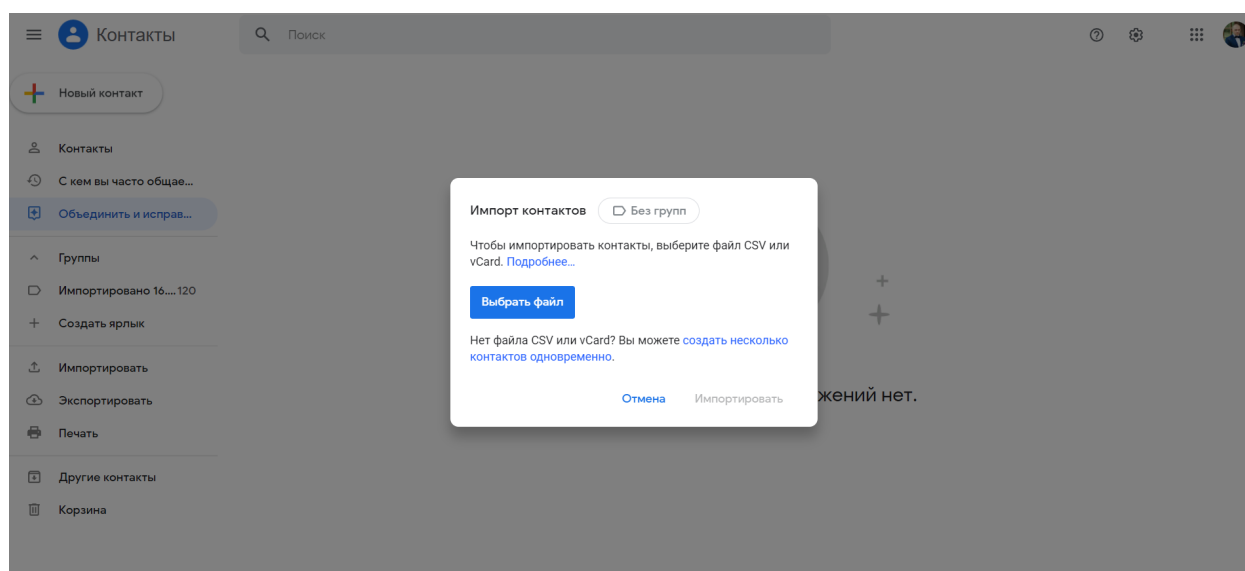 Контакты
Поиск
Новый контакт
Контакты
С кем вы часто общае...
Объединить и исправ...
Группы
Импортировано 16.... 120
Создать ярлык
Импортировать
Экспортировать
Печать
Другие контакты
Корзина
Импорт контактов
Без групп
Чтобы импортировать контакты, выберите файл CSV или
vCard. Подробнее...
Выбрать файл
Нет файла CSV или vCard? Вы можете создать несколько
контактов одновременно.
Отмена Импортировать
жений нет.